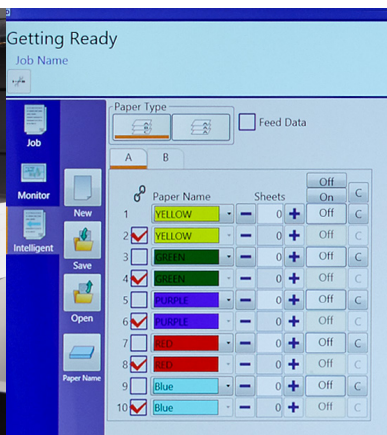 Getting Ready
Job Name
Job
Monitor
Intelligent
New
Save
Open
Paper Name
Paper Type
Feed Data
A B
Paper Name Sheets Off On C
1 YELLOW - 0 + Off C
2 YELLOW - 0 + Off C
3 GREEN - 0 + Off C
4 GREEN - 0 + Off C
5 PURPLE - 0 + Off C
6 PURPLE - 0 + Off C
7 RED - 0 + Off C
8 RED - 0 + Off C
9 Blue - 0 + Off C
10 Blue - 0 + Off C